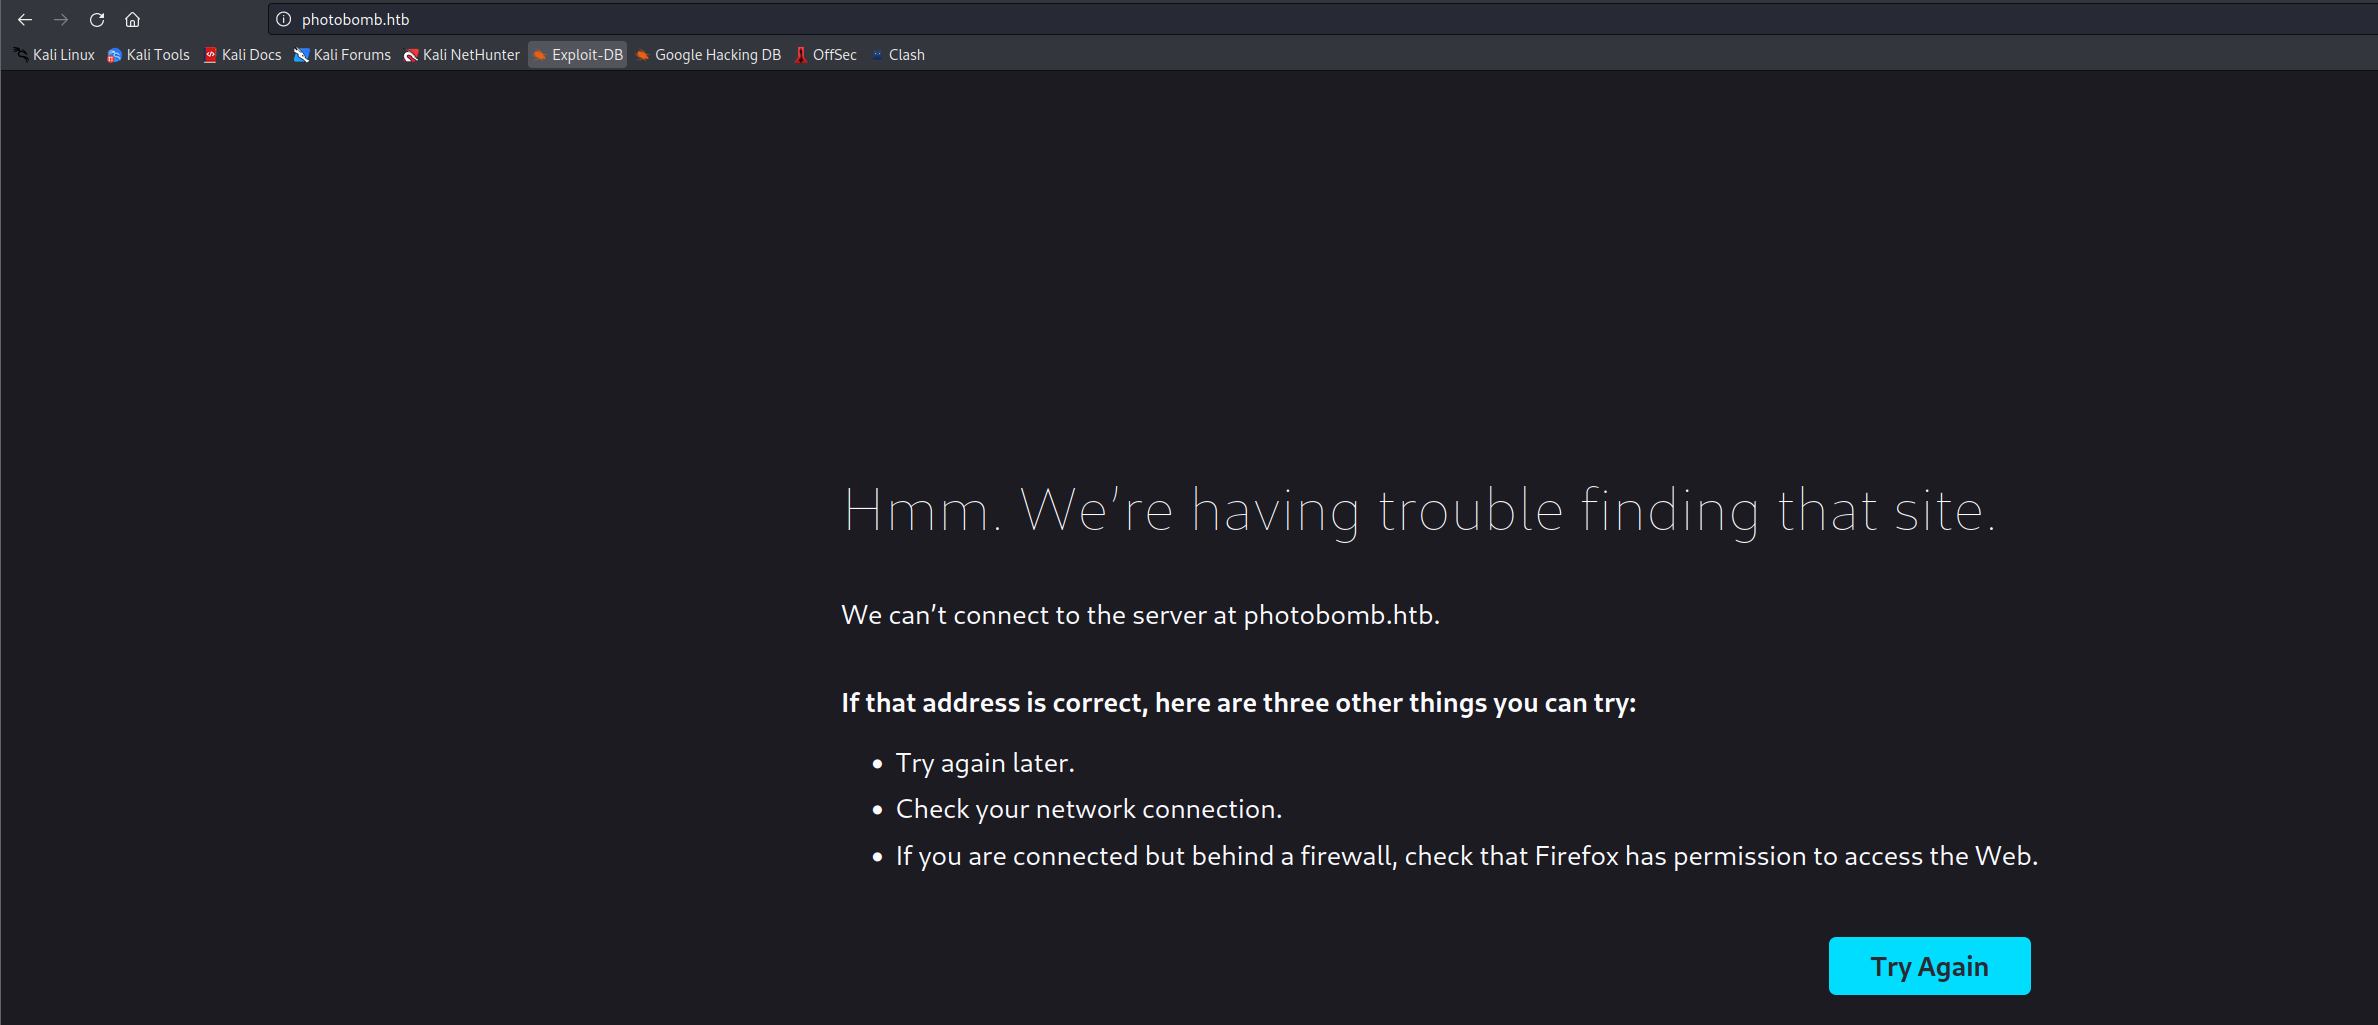 photobomb.htb
Kali Linux Kali Tools Kali Docs Kali Forums Kali NetHunter Exploit-DB Google Hacking DB OffSec Clash
Hmm. We’re having trouble finding that site.
We can’t connect to the server at photobomb.htb.
If that address is correct, here are three other things you can try:
• Try again later.
• Check your network connection.
• If you are connected but behind a firewall, check that Firefox has permission to access the Web.
Try Again